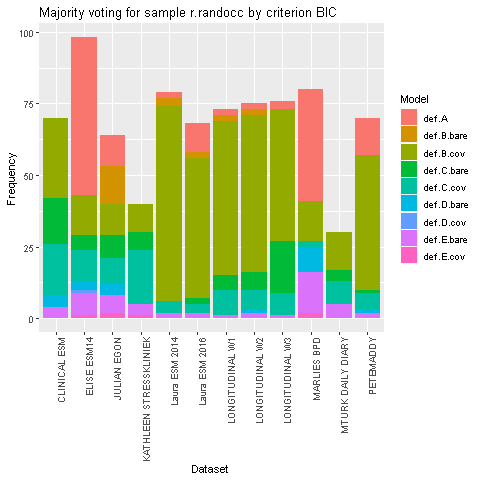 Majority voting for sample r.randocc by criterion BIC
100
75
50
25
0
Frequency
CLINICAL ESM
ELISE ESM14
JULIAN EGON
KATHLEEN STRESSKLINIEK
Laura ESM 2014
Laura ESM 2016
LONGITUDINAL W1
LONGITUDINAL W2
LONGITUDINAL W3
MARLIES BPD
MTURK DAILY DIARY
PETEMADDY
Dataset
Model
def.A
def.B.bare
def.B.cov
def.C.bare
def.C.cov
def.D.bare
def.D.cov
def.E.bare
def.E.cov